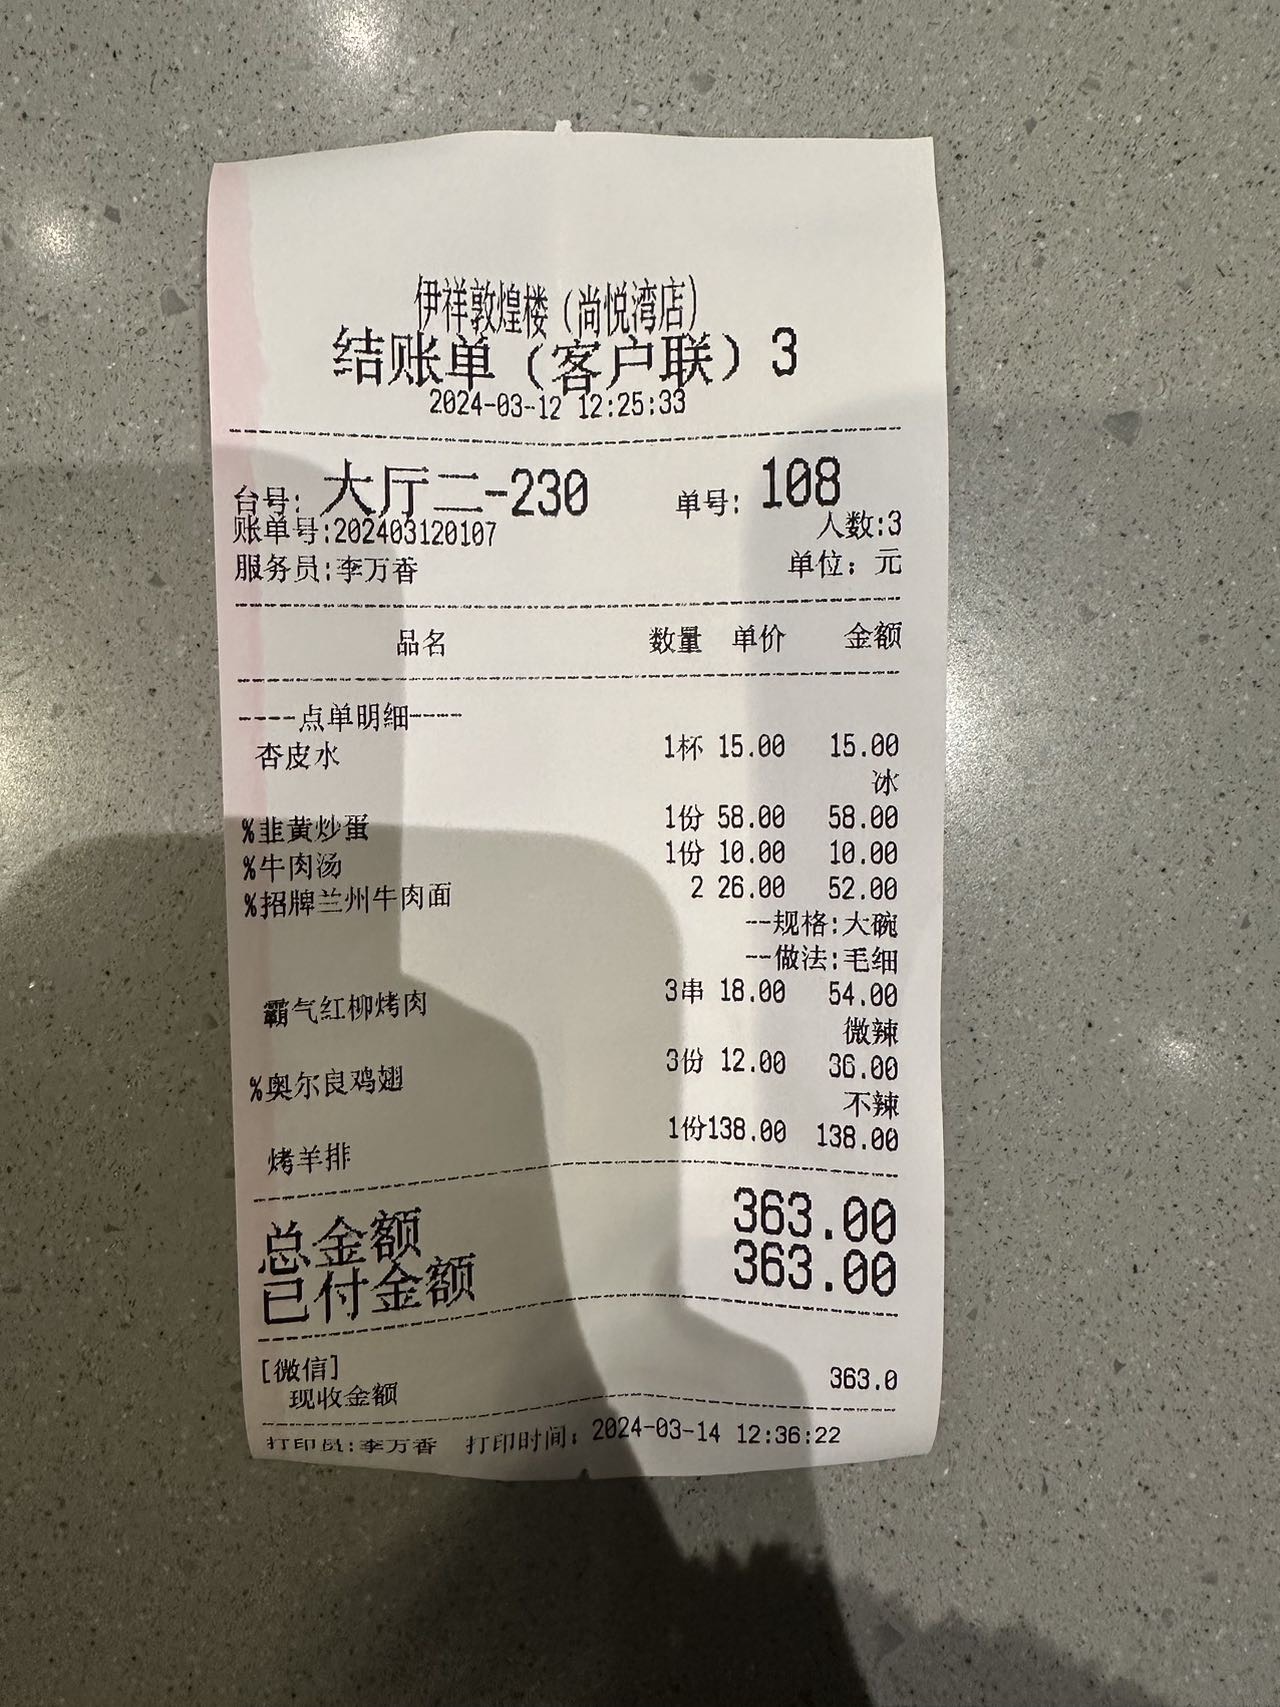 伊祥敦煌楼（尚悦湾店）
结账单（客户联）3
2024-03-12 12:25:33
台号: 大厅二-230 单号: 108
账单号:202403120107 人数:3
服务员:李万香 单位: 元
品名 数量 单价 金额
----点单明细----
杏皮水 1杯 15.00 15.00
冰
%韭黄炒蛋 1份 58.00 58.00
%牛肉汤 1份 10.00 10.00
%招牌兰州牛肉面 2 26.00 52.00
--规格:大碗
--做法:毛细
霸气红柳烤肉 3串 18.00 54.00
微辣
%奥尔良鸡翅 3份 12.00 36.00
不辣
烤羊排 1份138.00 138.00
总金额 363.00
已付金额 363.00
[微信]
现收金额 363.0
打印员:李万香 打印时间: 2024-03-14 12:36:22